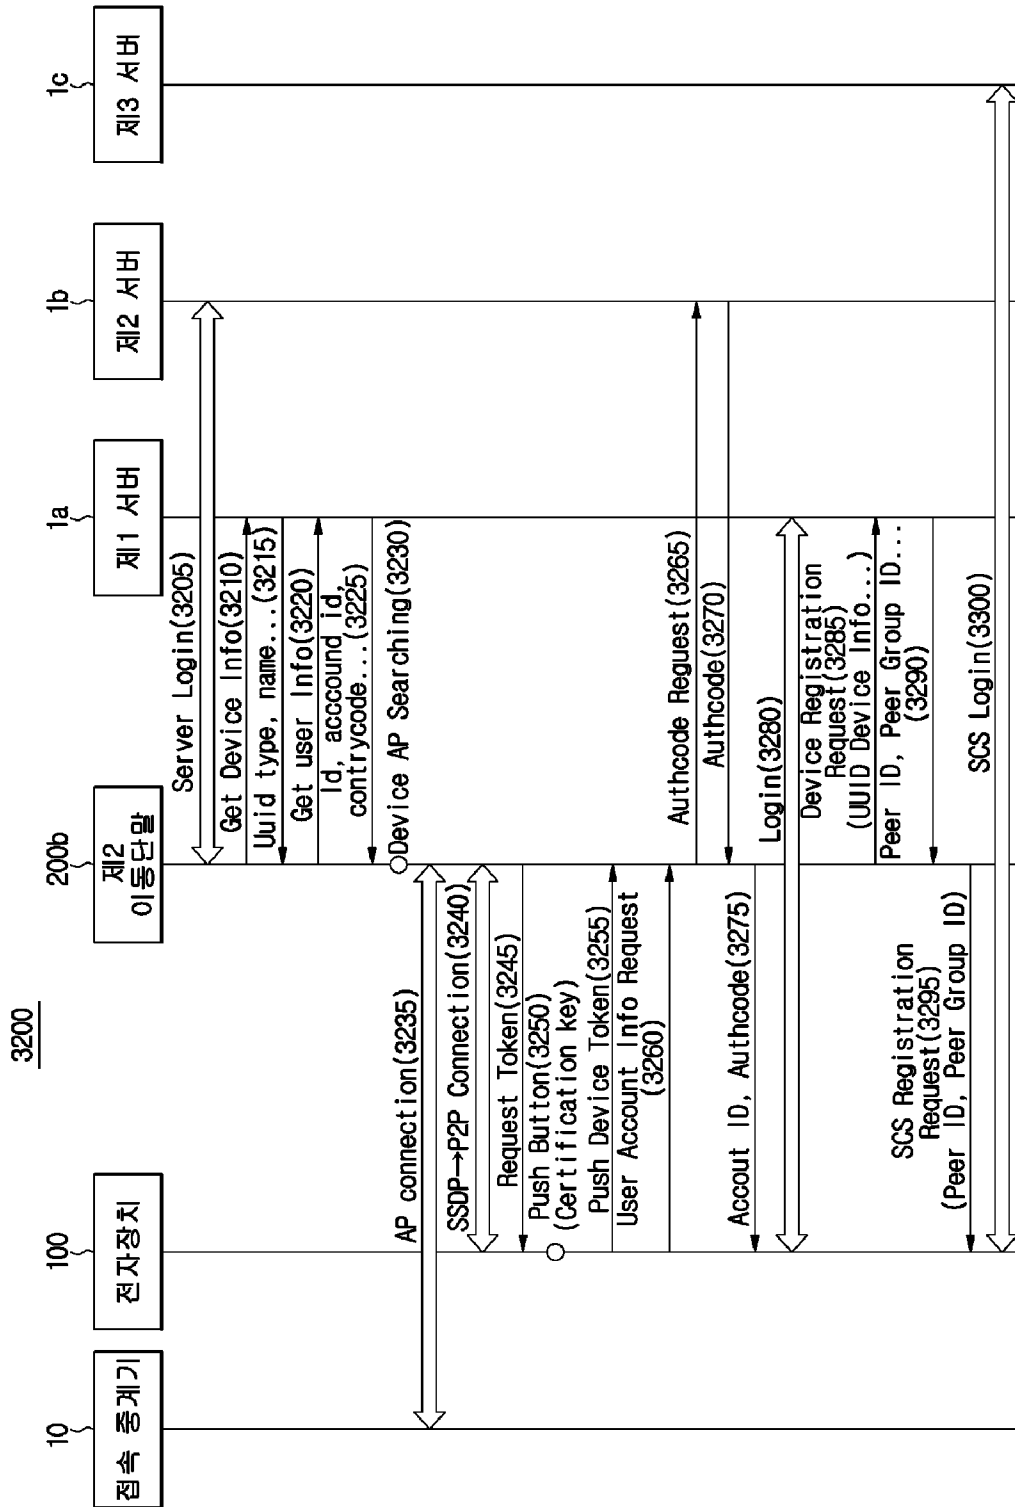 3200
10
접속 중계기
100
전자장치
200b
제2
이동단말
1a
제1 서버
1b
제2 서버
1c
제3 서버
Server Login(3205)
Get Device Info(3210)
Uuid type, name...(3215)
Get user Info(3220)
Id, acccound id,
contrycode...(3225)
Device AP Searching(3230)
AP connection(3235)
SSDP→P2P Connection(3240)
Request Token(3245)
Push Button(3250)
(Certification key)
Push Device Token(3255)
User Account Info Request
(3260)
Authcode Reguest(3265)
Authcode(3270)
Accout ID, Authcode(3275)
Login(3280)
Device Registration
Request(3285)
(UUID Device Info...)
Peer ID, Peer Group ID...
(3290)
SCS Registration
Request(3295)
(Peer ID, Peer Group ID)
SCS Login(3300)